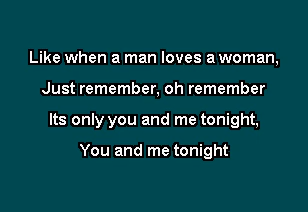 Like when a man loves a woman,
Just remember, oh remember
Its only you and me tonight,
You and me tonight